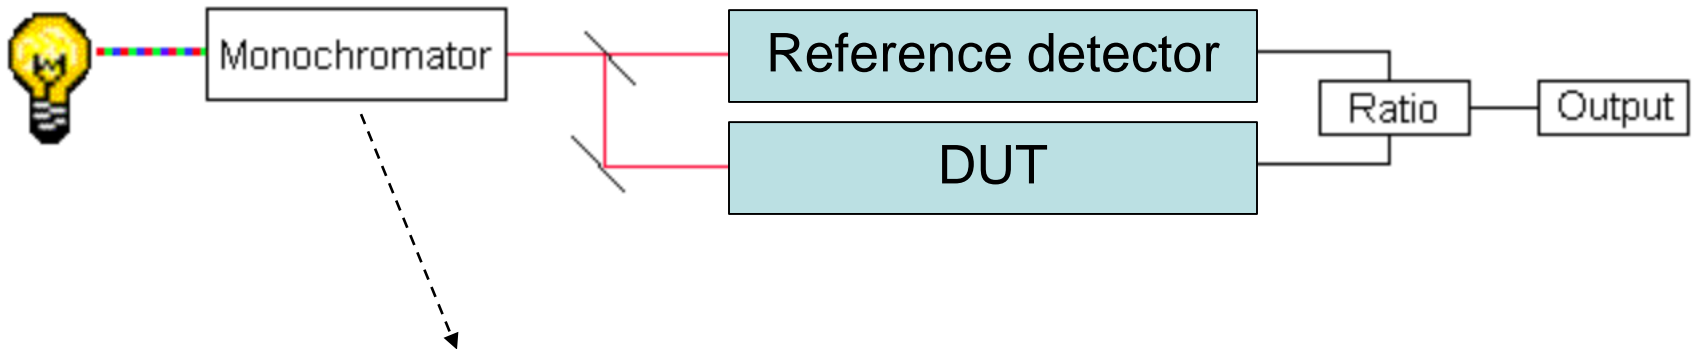 Monochromator
Reference detector
DUT
Ratio
Output